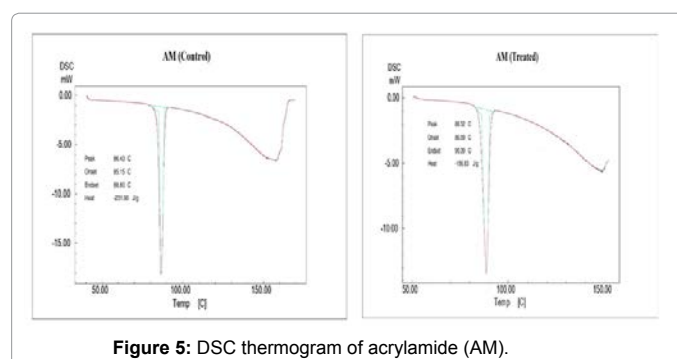 AM (Control)
DSC
mW
0.00
-5.00
-10.00
-15.00
Peak C
Onset C
Endset C
Heat J/g
50.00 100.00 150.00
Temp [C]
AM (Treated)
DSC
mW
0.00
-5.00
-10.00
Peak C
Onset C
Endset C
Heat J/g
50.00 100.00 150.00
Temp [C]
Figure 5: DSC thermogram of acrylamide (AM).